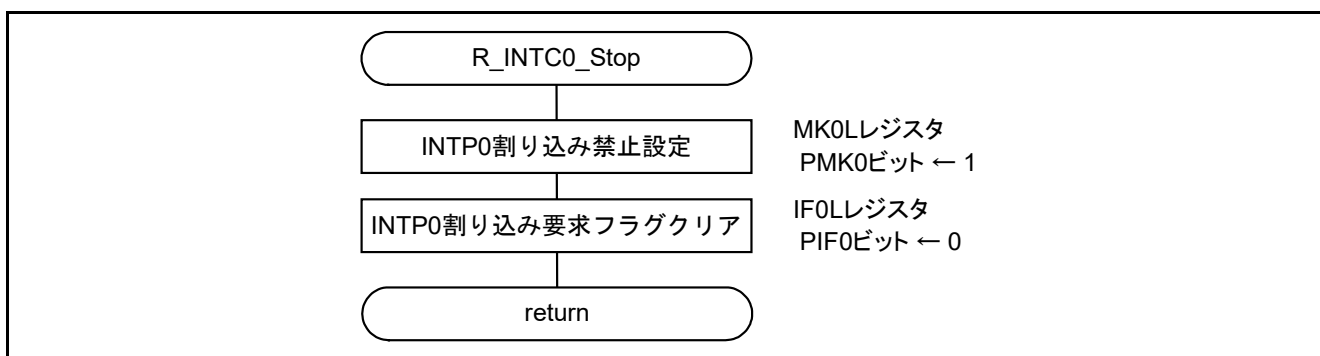 R_INTC0_Stop
INTP0割り込み禁止設定
MK0Lレジスタ
PMK0ビット ← 1
INTP0割り込み要求フラグクリア
IF0Lレジスタ
PIF0ビット ← 0
return